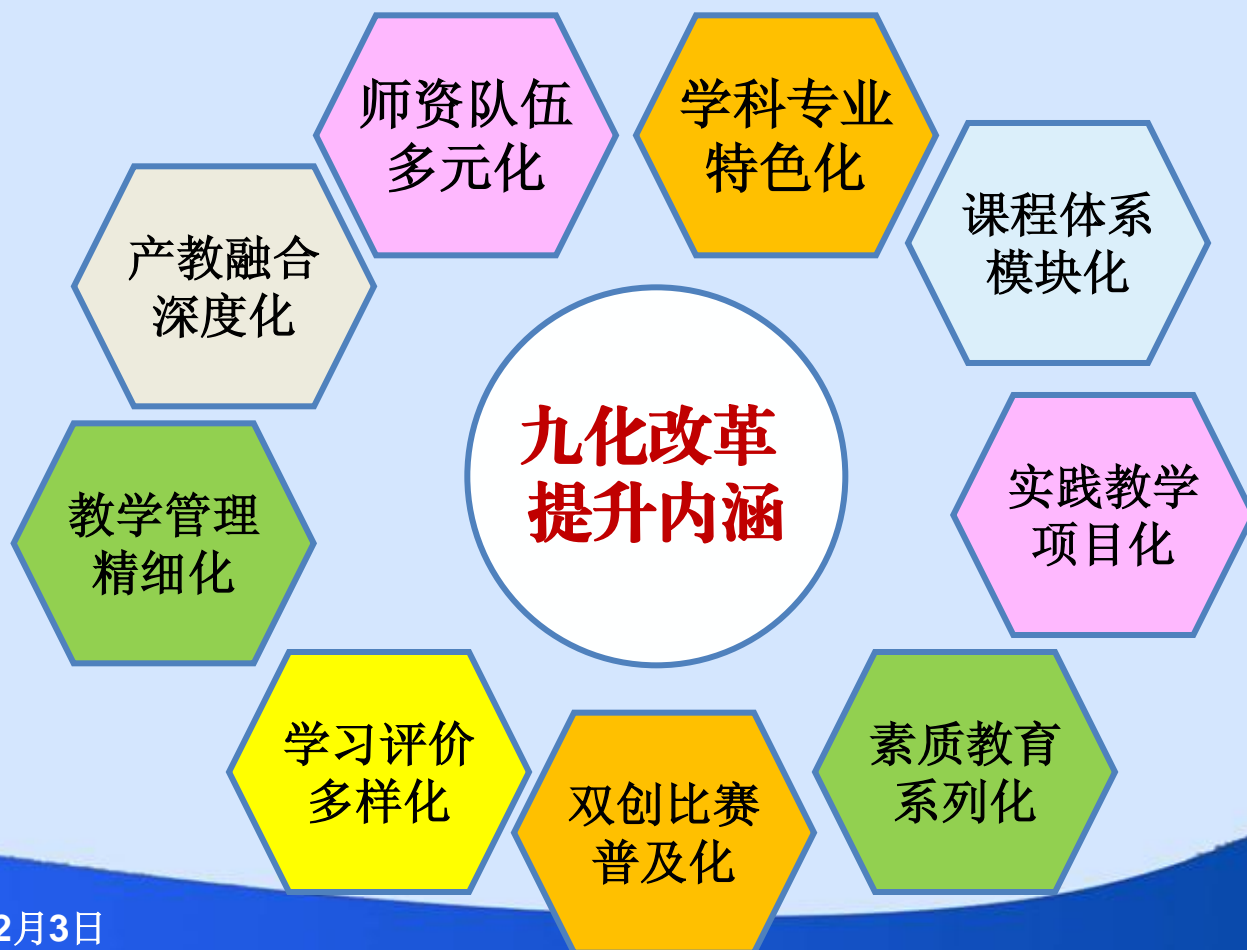 师资队伍
多元化
学科专业
特色化
课程体系
模块化
产教融合
深度化
九化改革
提升内涵
实践教学
项目化
教学管理
精细化
学习评价
多样化
双创比赛
普及化
素质教育
系列化
2月3日